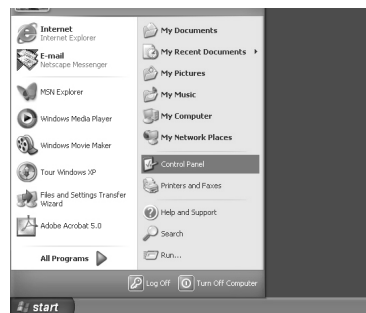 Internet
Internet Explorer
E-mail
Netscape Messenger
MSN Explorer
Windows Media Player
Windows Movie Maker
Tour Windows XP
Files and Settings Transfer
Wizard
Adobe Acrobat 5.0
All Programs
My Documents
My Recent Documents
My Pictures
My Music
My Computer
My Network Places
Control Panel
Printers and Faxes
Help and Support
Search
Run...
Log Off
Turn Off Computer
start